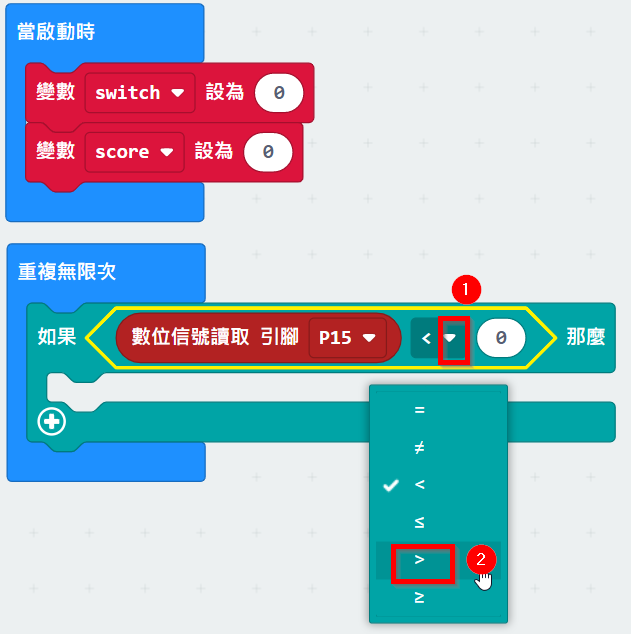 當啟動時
變數 switch 設為 0
變數 score 設為 0
重複無限次
1
如果 數位信號讀取 引腳 P15 < 0 那麼
=
≠
<
≤
> 2
≥